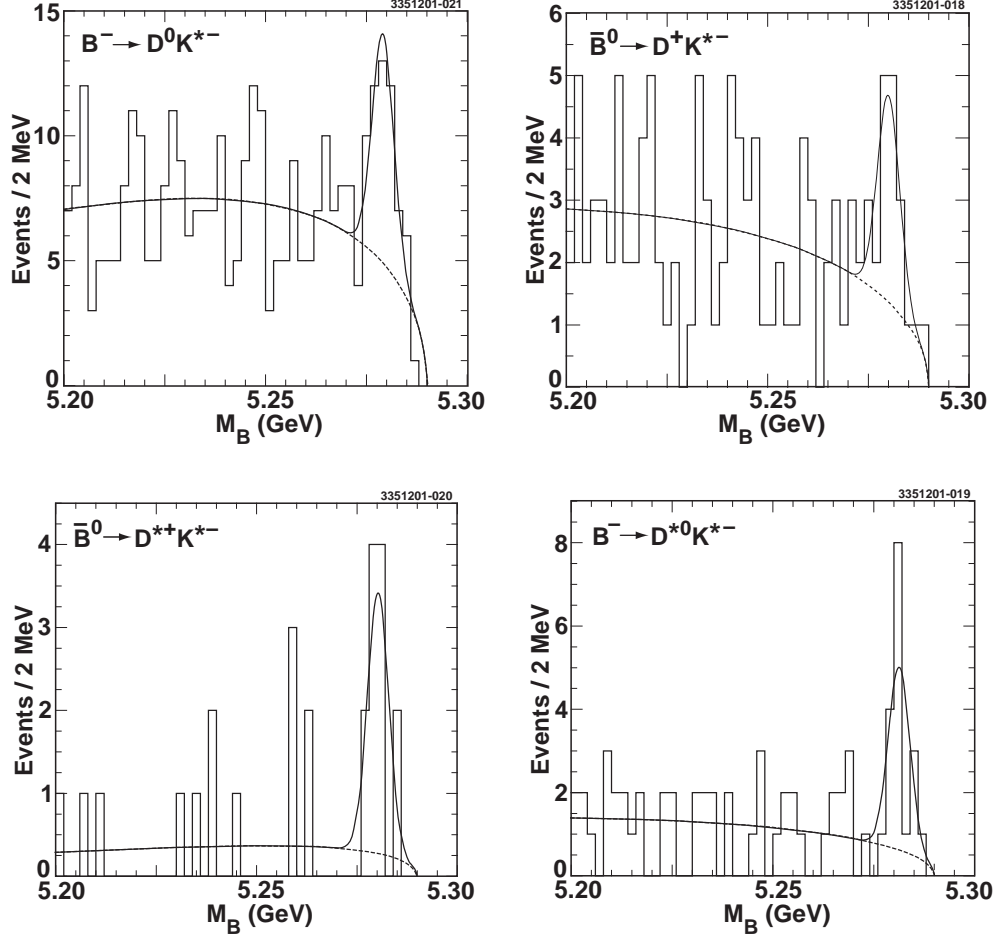 3351201-021
B⁻ → D⁰K*⁻
15
10
5
0
Events / 2 MeV
5.20 5.25 5.30
M_B (GeV)
3351201-018
B̅⁰ → D⁺K*⁻
6
5
4
3
2
1
0
Events / 2 MeV
5.20 5.25 5.30
M_B (GeV)
3351201-020
B̅⁰ → D*⁺K*⁻
4
3
2
1
0
Events / 2 MeV
5.20 5.25 5.30
M_B (GeV)
3351201-019
B⁻ → D*⁰K*⁻
8
6
4
2
0
Events / 2 MeV
5.20 5.25 5.30
M_B (GeV)